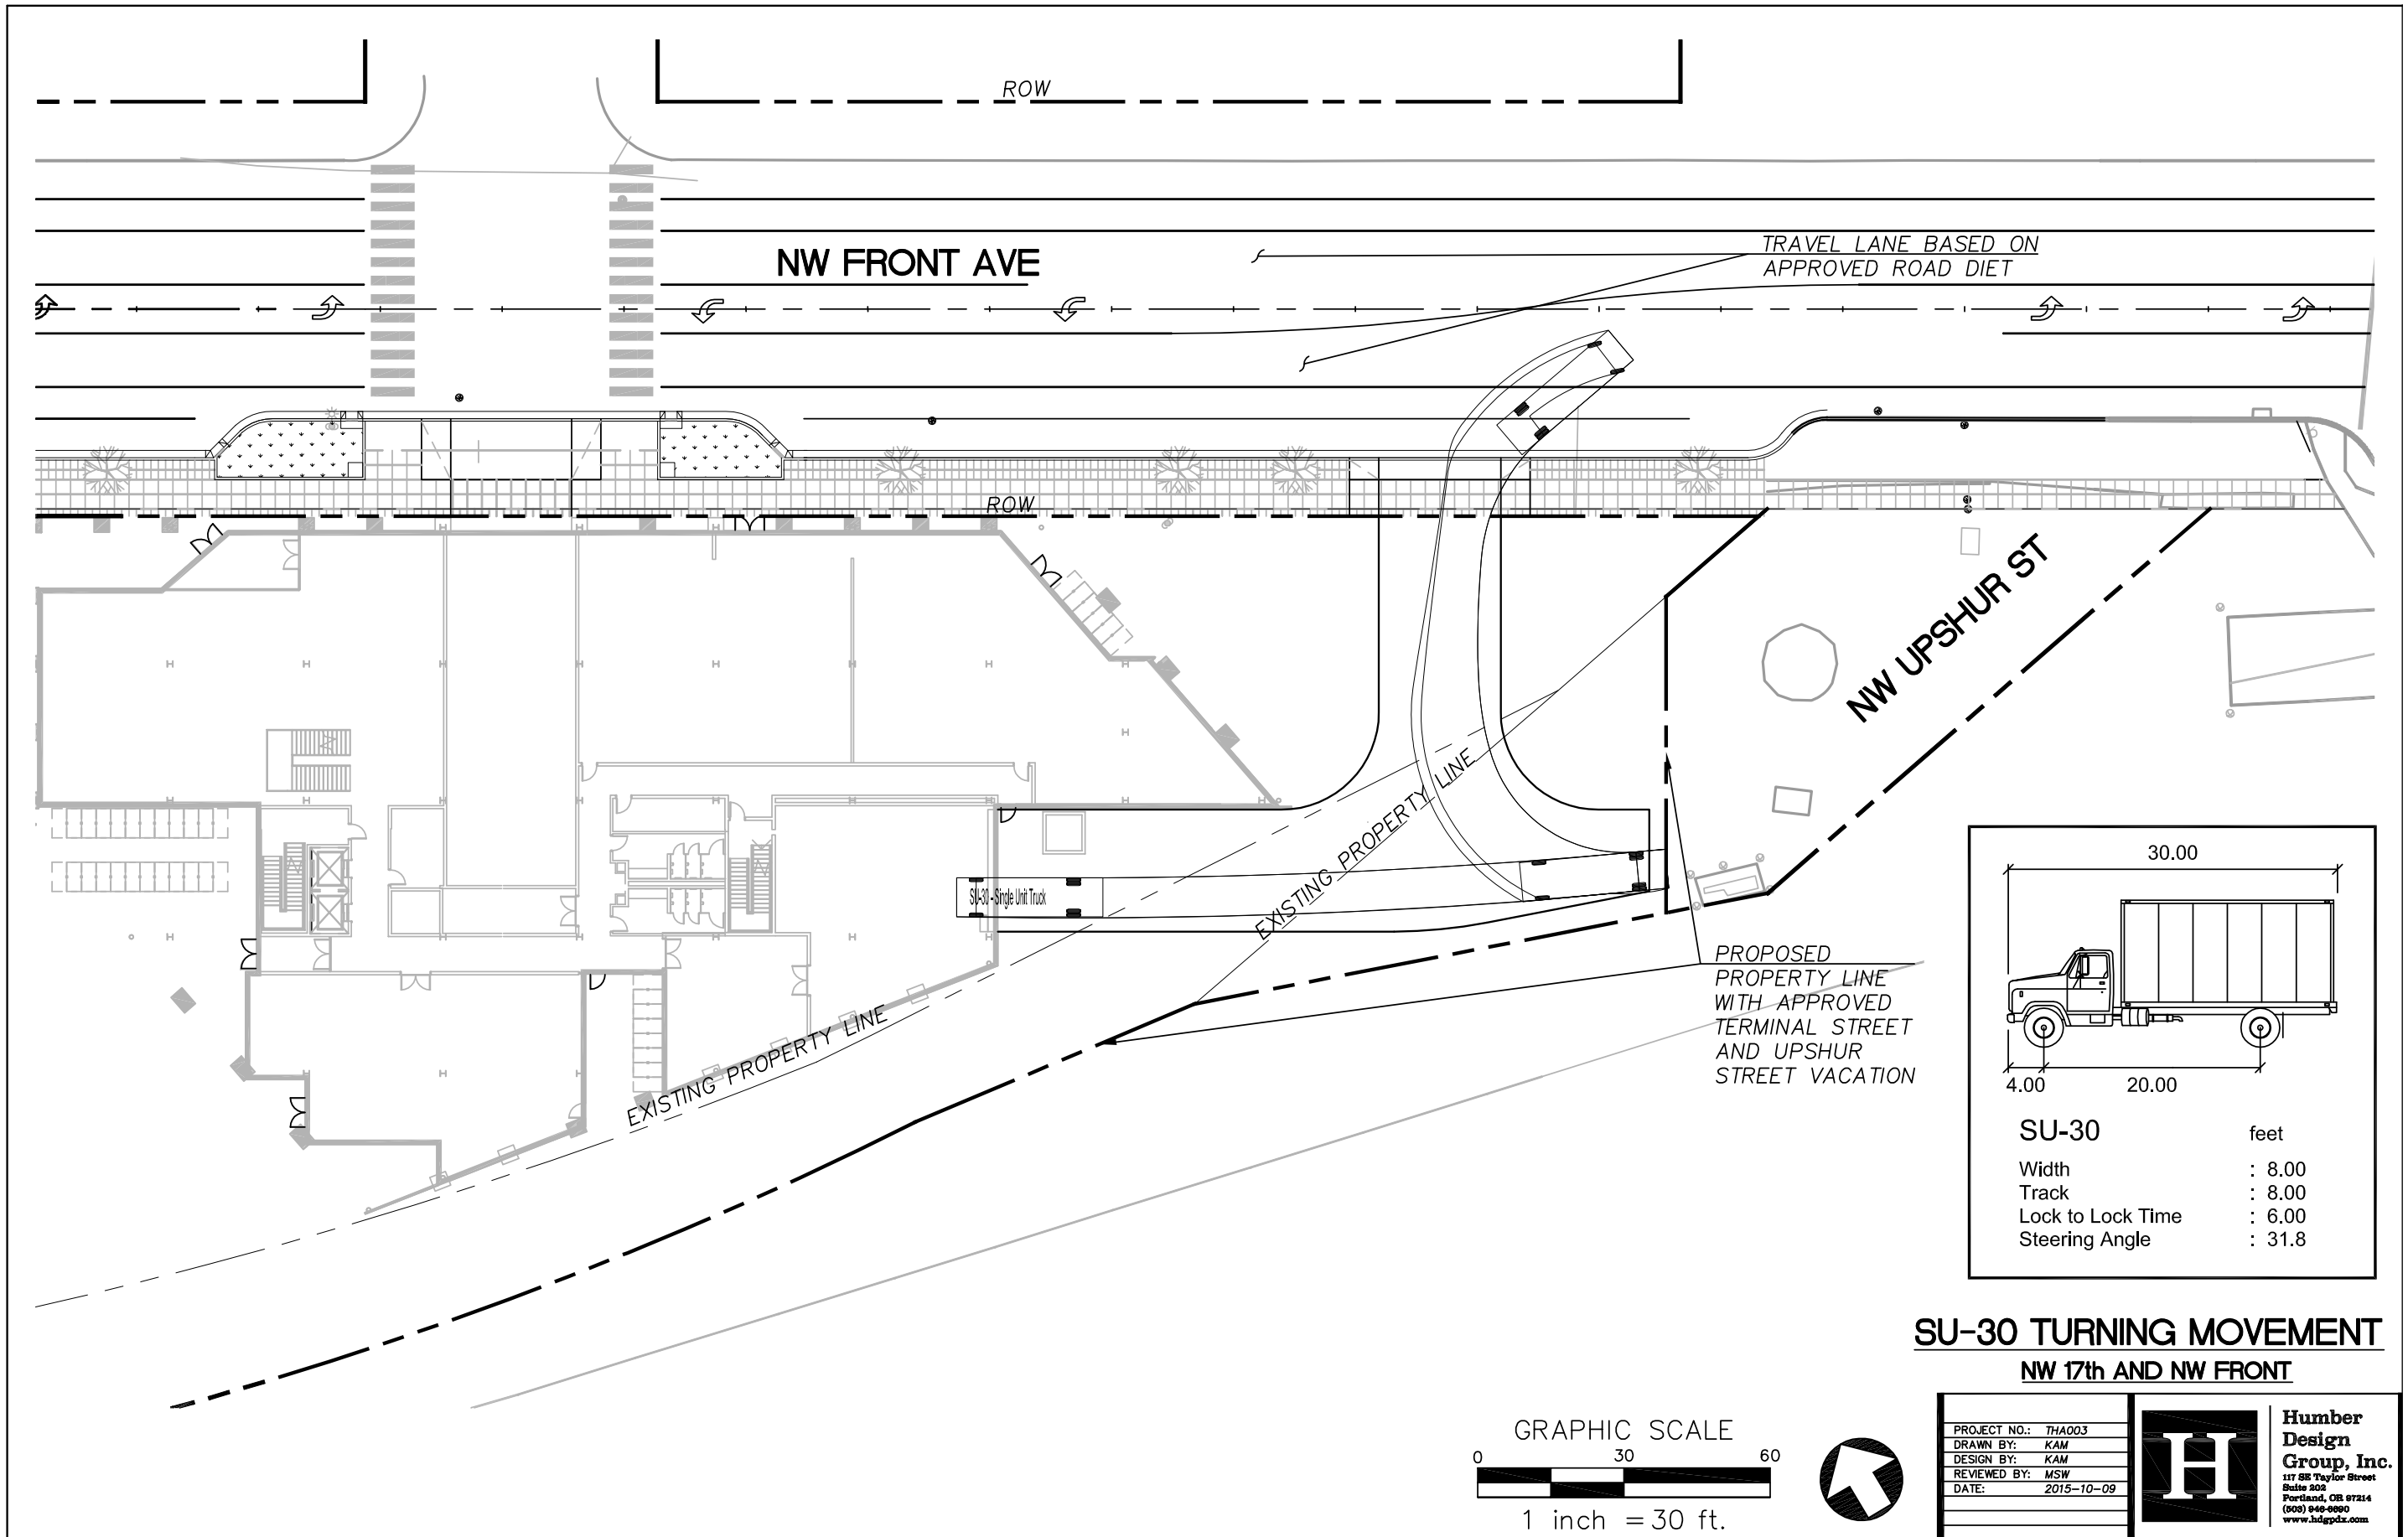 ROW
NW FRONT AVE
TRAVEL LANE BASED ON
APPROVED ROAD DIET
ROW
NW UPSHUR ST
EXISTING PROPERTY LINE
SU-30 - Single Unit Truck
EXISTING PROPERTY LINE
PROPOSED
PROPERTY LINE
WITH APPROVED
TERMINAL STREET
AND UPSHUR
STREET VACATION
30.00
4.00 20.00
SU-30 feet
Width : 8.00
Track : 8.00
Lock to Lock Time : 6.00
Steering Angle : 31.8
SU-30 TURNING MOVEMENT
NW 17th AND NW FRONT
GRAPHIC SCALE
0 30 60
1 inch = 30 ft.
PROJECT NO.: THA003
DRAWN BY: KAM
DESIGN BY: KAM
REVIEWED BY: MSW
DATE: 2015-10-09
H
Humber
Design
Group, Inc.
117 SE Taylor Street
Suite 202
Portland, OR 97214
(503) 946-6690
www.hdgpdx.com